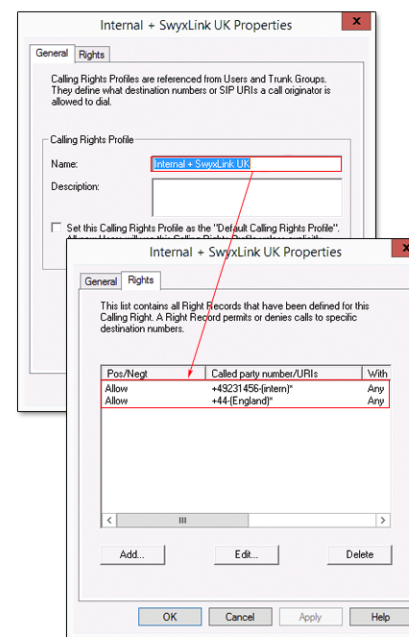 Internal + SwyxLink UK Properties
x
General Rights
Calling Rights Profiles are referenced from Users and Trunk Groups.
They define what destination numbers or SIP URIs a call originator is
allowed to dial.
Calling Rights Profile
Name: Internal + SwyxLink UK
Description:
Set this Calling Rights Profile as the "Default Calling Rights Profile".
Internal + SwyxLink UK Properties
x
General Rights
This list contains all Right Records that have been defined for this
Calling Right. A Right Record permits or denies calls to specific
destination numbers.
Pos/Negt Called party number/URIs With
Allow +49231456-(intern)* Any
Allow +44-(England)* Any
Add... Edit... Delete
OK Cancel Apply Help